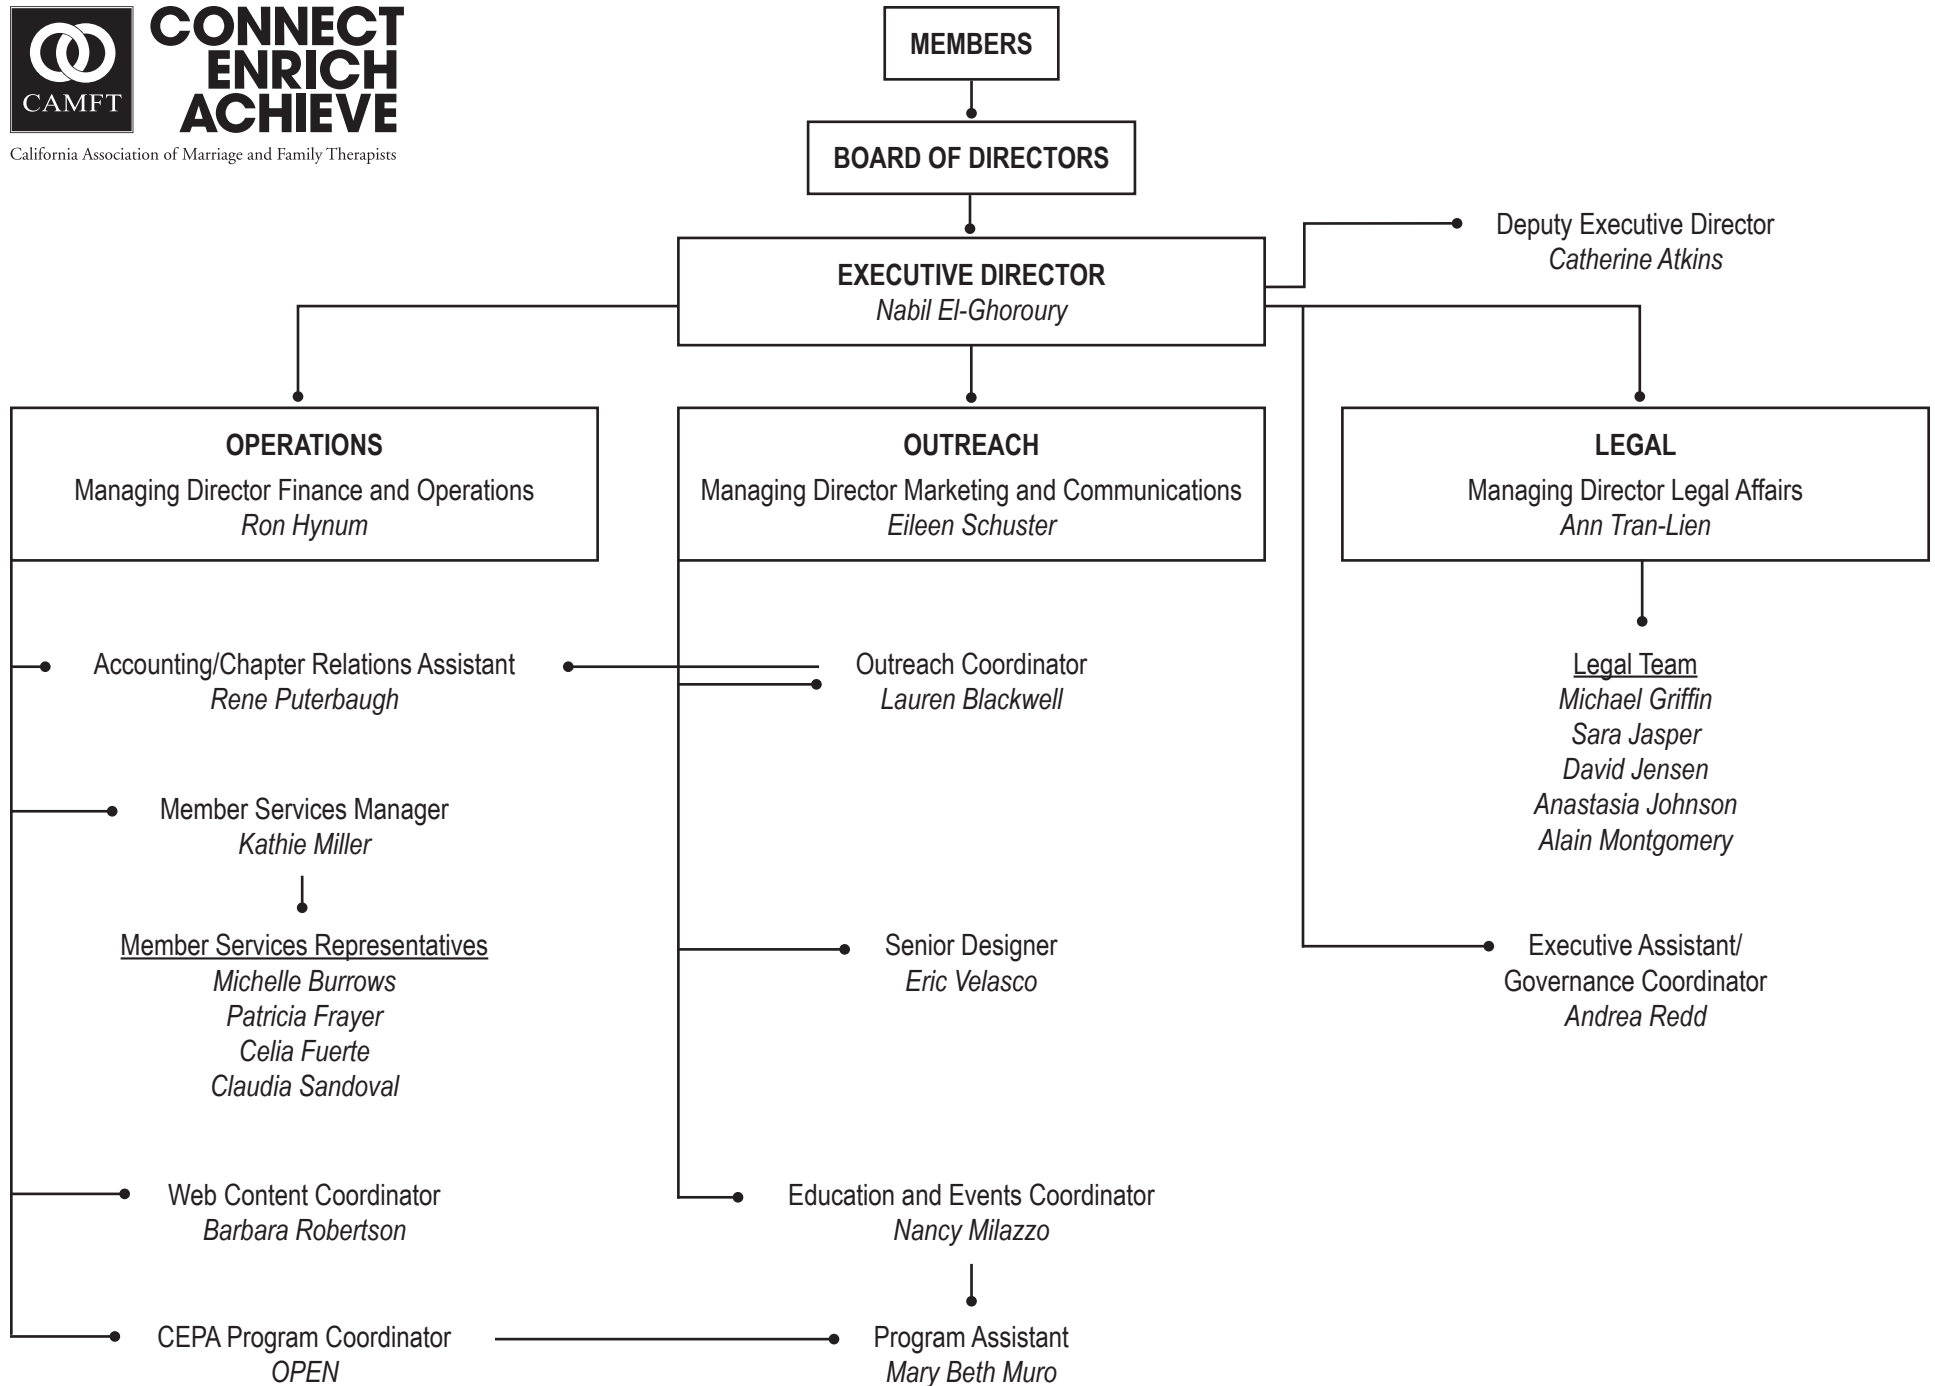 CAMFT
CONNECT
ENRICH
ACHIEVE
California Association of Marriage and Family Therapists
MEMBERS
BOARD OF DIRECTORS
EXECUTIVE DIRECTOR
Nabil El-Ghoroury
Deputy Executive Director
Catherine Atkins
OPERATIONS
Managing Director Finance and Operations
Ron Hynum
Accounting/Chapter Relations Assistant
Rene Puterbaugh
Member Services Manager
Kathie Miller
Member Services Representatives
Michelle Burrows
Patricia Frayer
Celia Fuerte
Claudia Sandoval
Web Content Coordinator
Barbara Robertson
CEPA Program Coordinator
OPEN
OUTREACH
Managing Director Marketing and Communications
Eileen Schuster
Outreach Coordinator
Lauren Blackwell
Senior Designer
Eric Velasco
Education and Events Coordinator
Nancy Milazzo
Program Assistant
Mary Beth Muro
LEGAL
Managing Director Legal Affairs
Ann Tran-Lien
Legal Team
Michael Griffin
Sara Jasper
David Jensen
Anastasia Johnson
Alain Montgomery
Executive Assistant/
Governance Coordinator
Andrea Redd